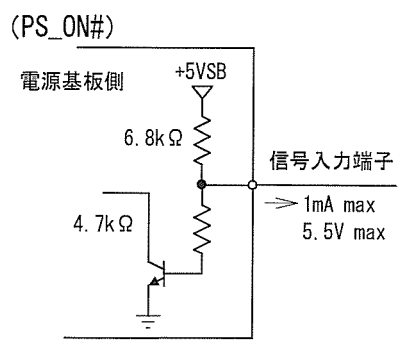 (PS_ON#)
電源基板側
+5VSB
6.8kΩ
信号入力端子
1mA max
4.7kΩ
5.5V max